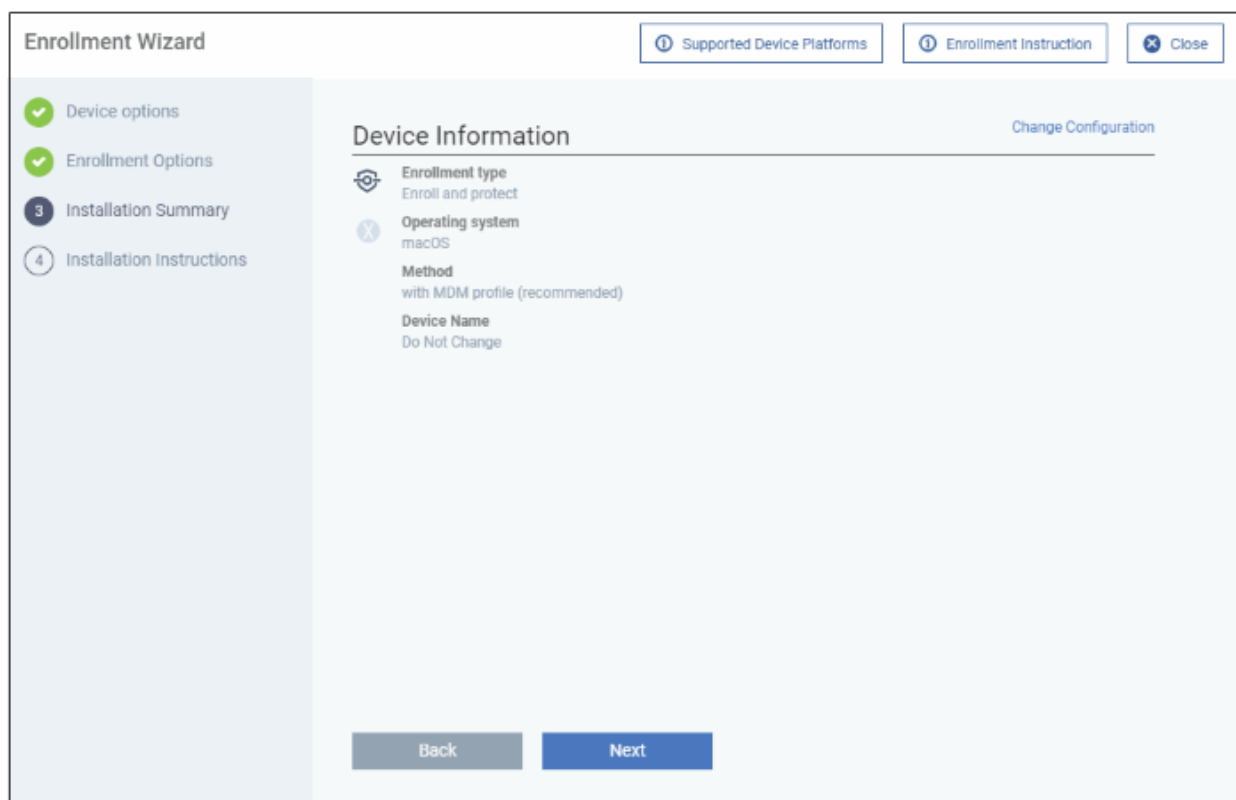 Enrollment Wizard
Supported Device Platforms
Enrollment Instruction
Close
Device options
Enrollment Options
3 Installation Summary
4 Installation Instructions
Device Information
Change Configuration
Enrollment type
Enroll and protect
Operating system
X
macOS
Method
with MDM profile (recommended)
Device Name
Do Not Change
Back
Next